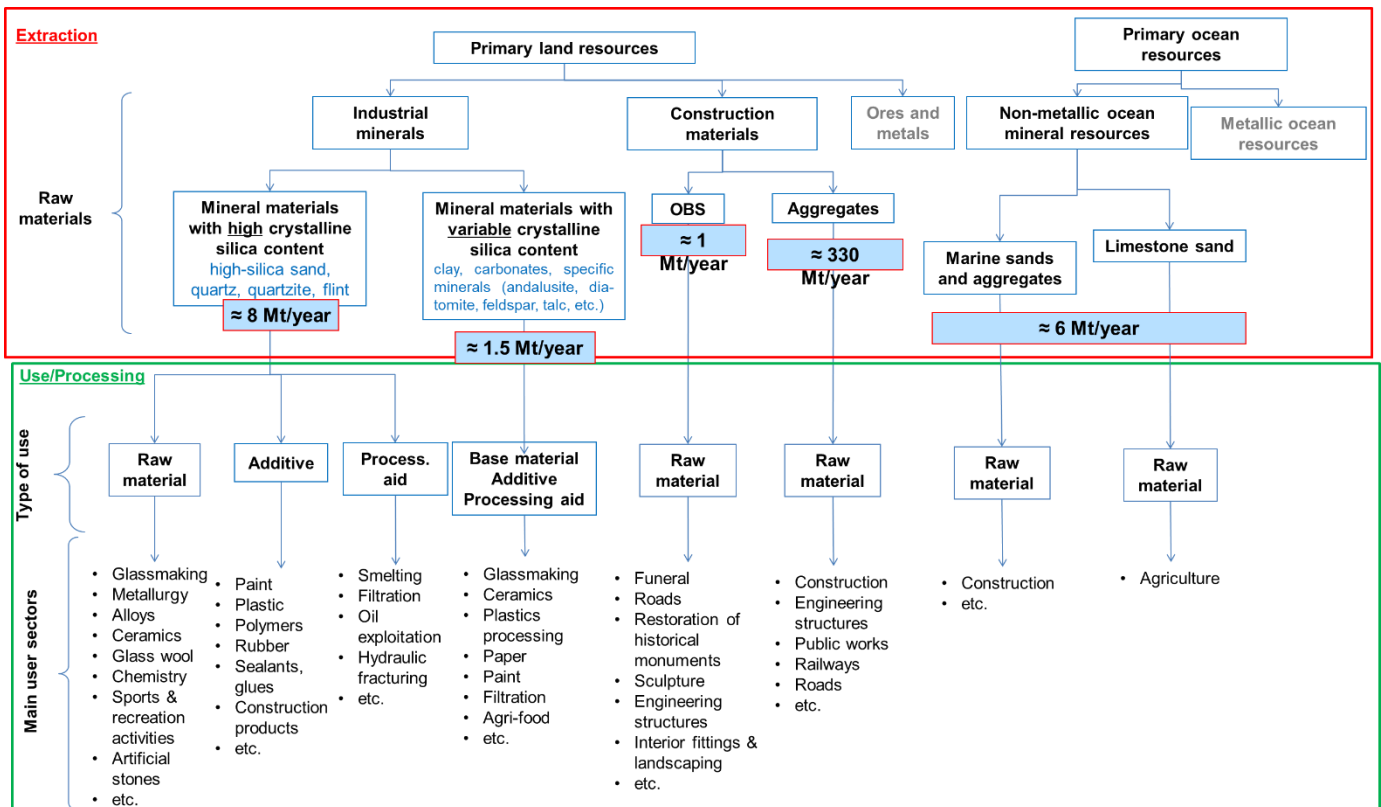 Extraction
Primary land resources
Primary ocean
resources
Industrial
minerals
Construction
materials
Ores and
metals
Non-metallic ocean
mineral resources
Metallic ocean
resources
Raw
materials
Mineral materials
with high crystalline
silica content
high-silica sand,
quartz, quartzite, flint
≈ 8 Mt/year
Mineral materials with
variable crystalline
silica content
clay, carbonates, specific
minerals (andalusite, dia-
tomite, feldspar, talc, etc.)
≈ 1.5 Mt/year
OBS
≈ 1
Mt/year
Aggregates
≈ 330
Mt/year
Marine sands
and aggregates
Limestone sand
≈ 6 Mt/year
Use/Processing
Type of use
Raw
material
Additive
Process.
aid
Base material
Additive
Processing aid
Raw
material
Raw
material
Raw
material
Raw
material
Main user sectors
• Glassmaking
• Metallurgy
• Alloys
• Ceramics
• Glass wool
• Chemistry
• Sports &
recreation
activities
• Artificial
stones
• etc.
• Paint
• Plastic
• Polymers
• Rubber
• Sealants,
glues
• Construction
products
• etc.
• Smelting
• Filtration
• Oil
exploitation
• Hydraulic
fracturing
• etc.
• Glassmaking
• Ceramics
• Plastics
processing
• Paper
• Paint
• Filtration
• Agri-food
• etc.
• Funeral
• Roads
• Restoration of
historical
monuments
• Sculpture
• Engineering
structures
• Interior fittings &
landscaping
• etc.
• Construction
• Engineering
structures
• Public works
• Railways
• Roads
• etc.
• Construction
• etc.
• Agriculture